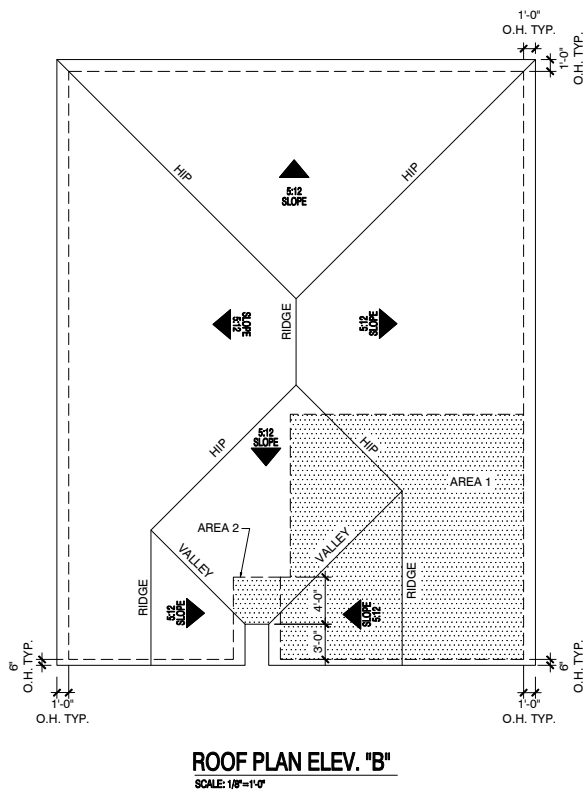 1'-0"
O.H. TYP.
1'-0"
O.H. TYP.
HIP
HIP
5:12
SLOPE
5:12
SLOPE
RIDGE
5:12
SLOPE
HIP
5:12
SLOPE
HIP
AREA 1
AREA 2
VALLEY
VALLEY
RIDGE
5:12
SLOPE
4'-0"
3'-0"
5:12
SLOPE
RIDGE
6"
O.H. TYP.
6"
O.H. TYP.
1'-0"
O.H. TYP.
1'-0"
O.H. TYP.
ROOF PLAN ELEV. "B"
SCALE: 1/8"=1'-0"